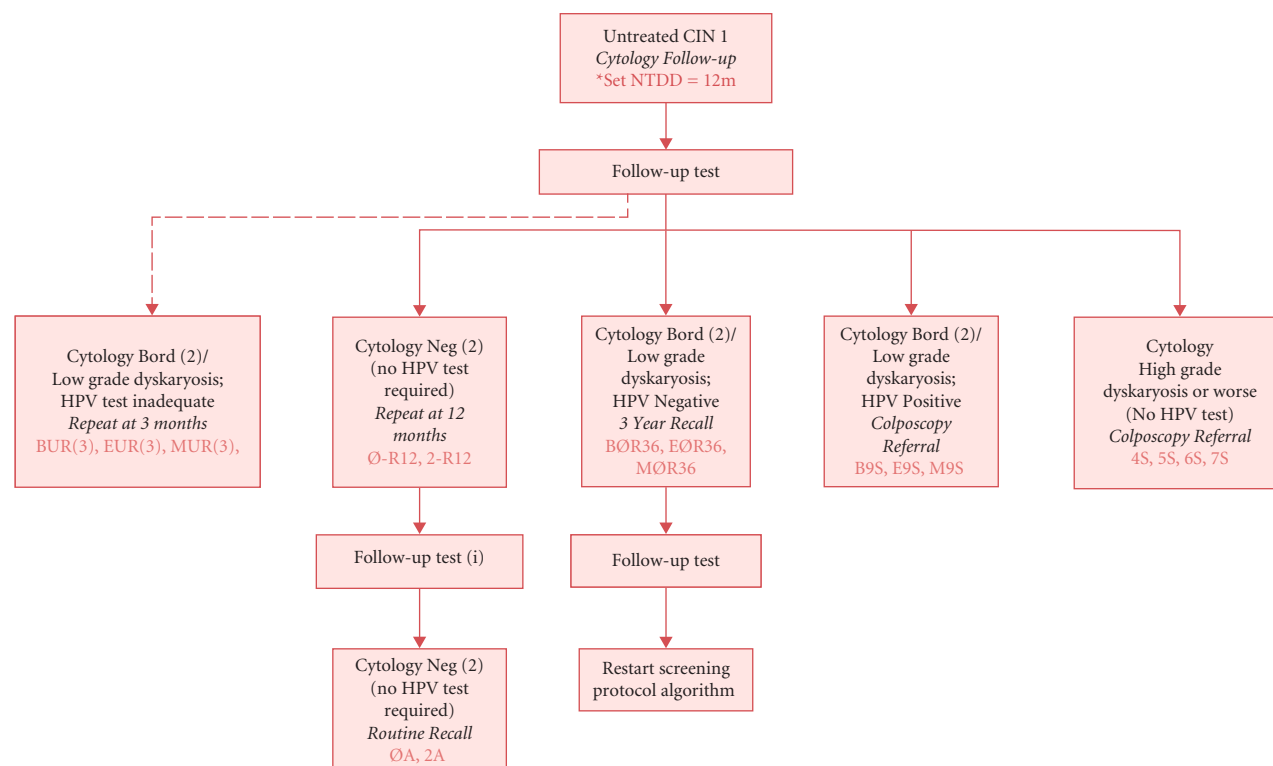 Untreated CIN 1
Cytology Follow-up
*Set NTDD = 12m
Follow-up test
Cytology Bord (2)/
Low grade dyskaryosis;
HPV test inadequate
Repeat at 3 months
BUR(3), EUR(3), MUR(3),
Cytology Neg (2)
(no HPV test
required)
Repeat at 12
months
Ø-R12, 2-R12
Cytology Bord (2)/
Low grade
dyskaryosis;
HPV Negative
3 Year Recall
BØR36, EØR36,
MØR36
Cytology Bord (2)/
Low grade
dyskaryosis;
HPV Positive
Colposcopy
Referral
B9S, E9S, M9S
Cytology
High grade
dyskaryosis or worse
(No HPV test)
Colposcopy Referral
4S, 5S, 6S, 7S
Follow-up test (i)
Follow-up test
Cytology Neg (2)
(no HPV test
required)
Routine Recall
ØA, 2A
Restart screening
protocol algorithm